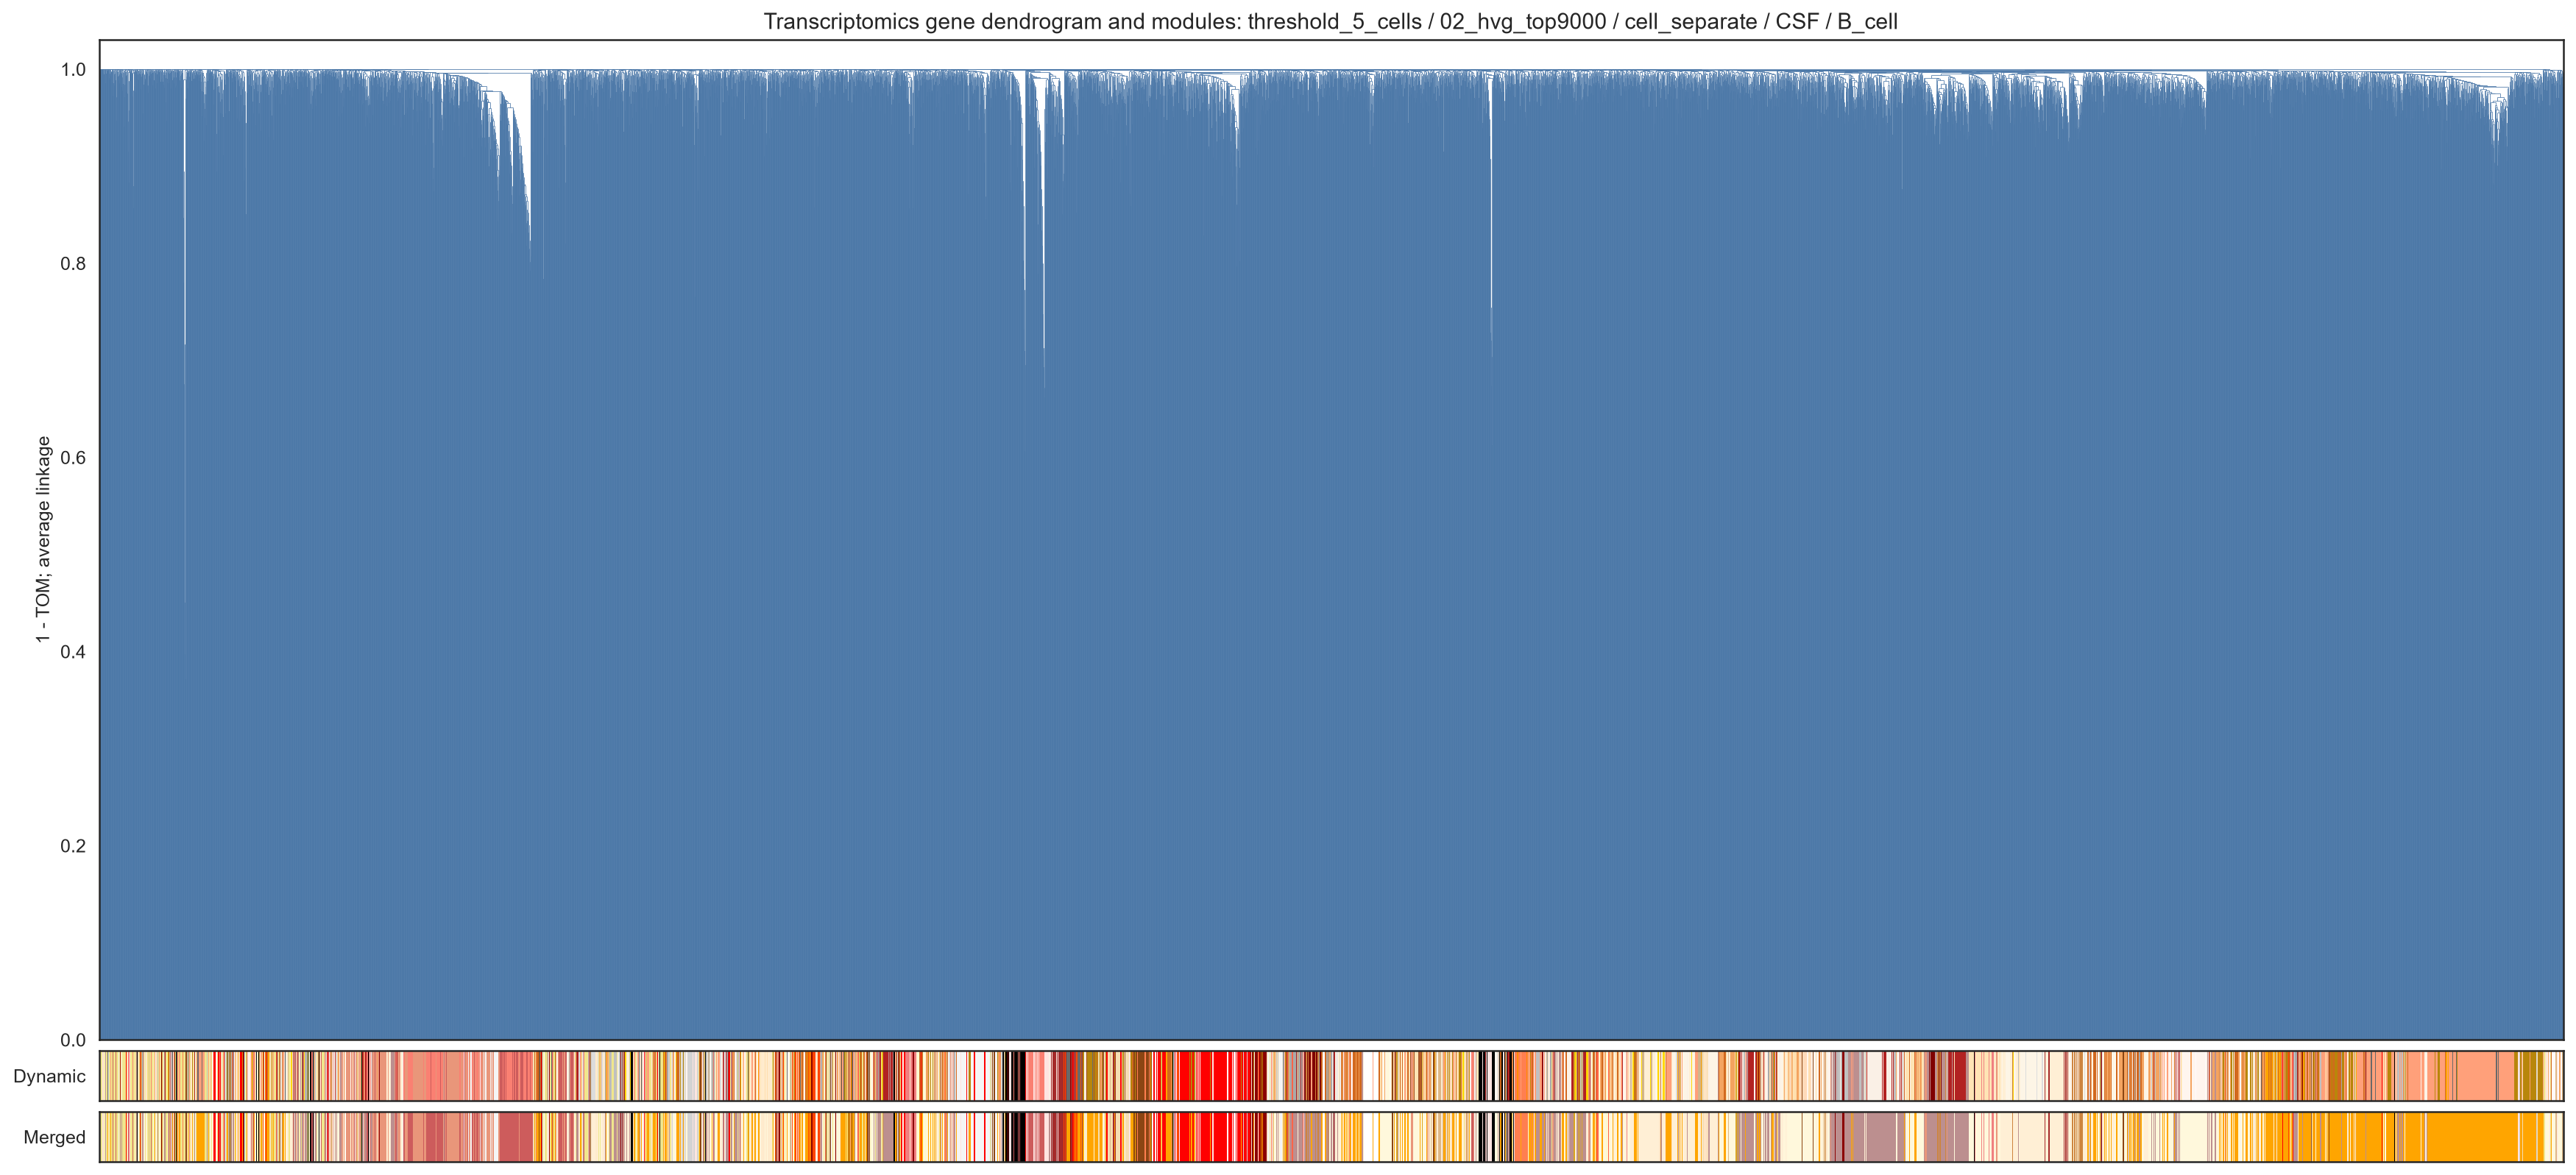 Transcriptomics gene dendrogram and modules: threshold_5_cells / 02_hvg_top9000 / cell_separate / CSF / B_cell
1.0
0.8
0.6
0.4
0.2
0.0
1 - TOM; average linkage
Dynamic
Merged